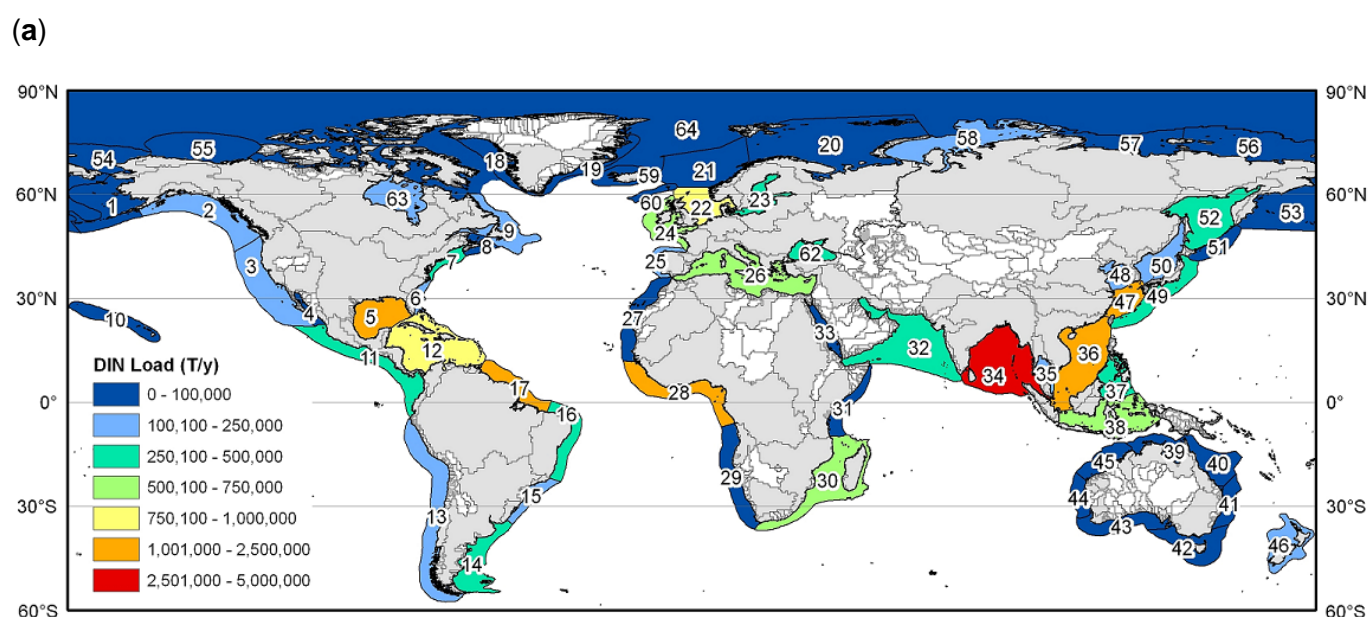 (a)
90°N 90°N
64
54 55 18 19 59 21 20 58 57 56
60°N 60°N
1 2 63 9 8 60 22 23 24 52 53
3 7 25 26 62 48 50 51
30°N 30°N
10 4 5 6 27 33 47 49
11 12 32 34 35 36
DIN Load (T/y)
0 - 100,000
17 28 37
0° 0°
100,100 - 250,000
16 31 38
250,100 - 500,000
45 39 40
500,100 - 750,000
29 30 44 41
15
30°S 30°S
750,100 - 1,000,000
13 43
1,001,000 - 2,500,000
14 42 46
2,501,000 - 5,000,000
60°S 60°S